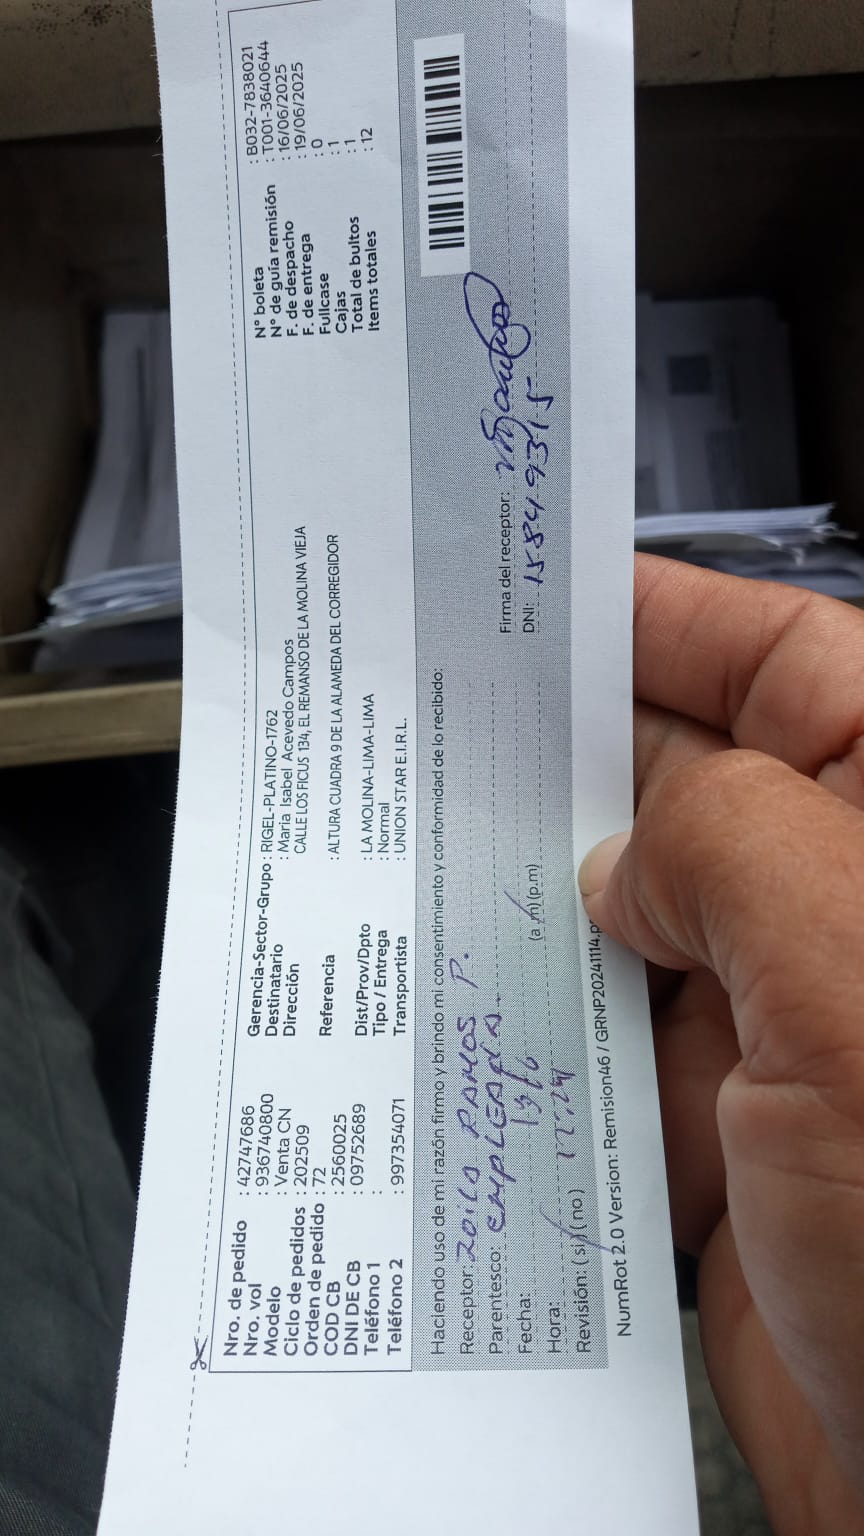 Nro. de pedido : 42747686
Nro. vol : 936740800
Modelo : Venta CN
Ciclo de pedidos : 202509
Orden de pedido : 72
COD CB : 2560025
DNI DE CB : 09752689
Teléfono 1 :
Teléfono 2 : 997354071
Gerencia-Sector-Grupo : RIGEL-PLATINO-1762
Destinatario : Maria Isabel Acevedo Campos
Dirección CALLE LOS FICUS 134, EL REMANSO DE LA MOLINA VIEJA
Referencia : ALTURA CUADRA 9 DE LA ALAMEDA DEL CORREGIDOR
Dist/Prov/Dpto : LA MOLINA-LIMA-LIMA
Tipo / Entrega : Normal
Transportista : UNION STAR E.I.R.L.
N° boleta : B032-7838021
N° de guía remisión : T001-3640644
F. de despacho : 16/06/2025
F. de entrega : 19/06/2025
Fullcase : 0
Cajas : 1
Total de bultos : 1
Items totales : 12
Haciendo uso de mi razón firmo y brindo mi consentimiento y conformidad de lo recibido:
Receptor: Zoila RAMOS P.
Parentesco: EMPLEADA.
Fecha:
Hora: (a.m) (p.m)
Revisión: (si) (no)
Firma del receptor:
DNI: 15849315
NumRot 2.0 Version: Remision46 / GRNP20241114.p